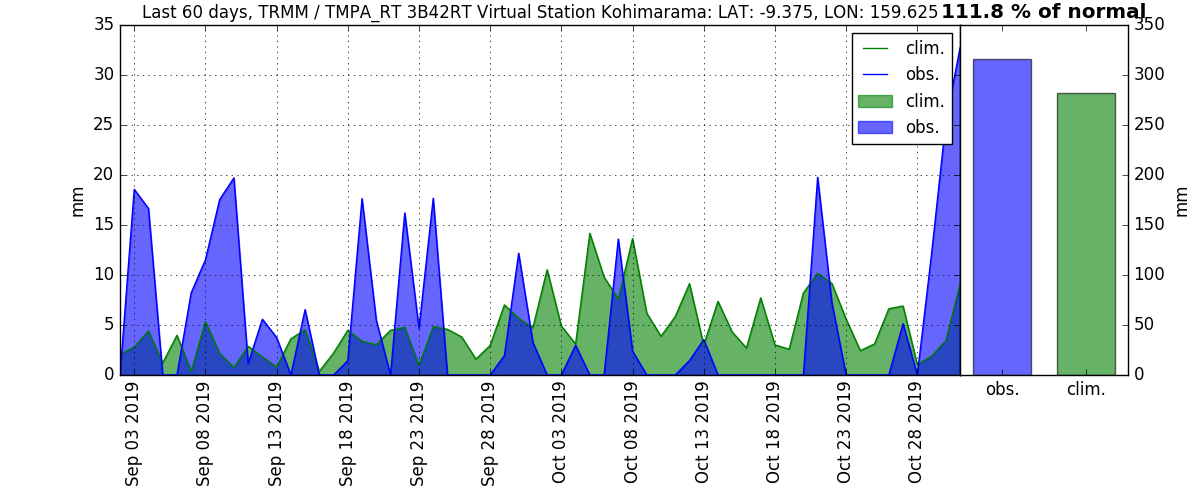 Last 60 days, TRMM / TMPA_RT 3B42RT Virtual Station Kohimarama: LAT: -9.375, LON: 159.625
111.8 % of normal
35
30
25
20
15
10
5
0
mm
clim.
obs.
clim.
obs.
350
300
250
200
150
100
50
0
mm
obs.
clim.
Sep 03 2019
Sep 08 2019
Sep 13 2019
Sep 18 2019
Sep 23 2019
Sep 28 2019
Oct 03 2019
Oct 08 2019
Oct 13 2019
Oct 18 2019
Oct 23 2019
Oct 28 2019